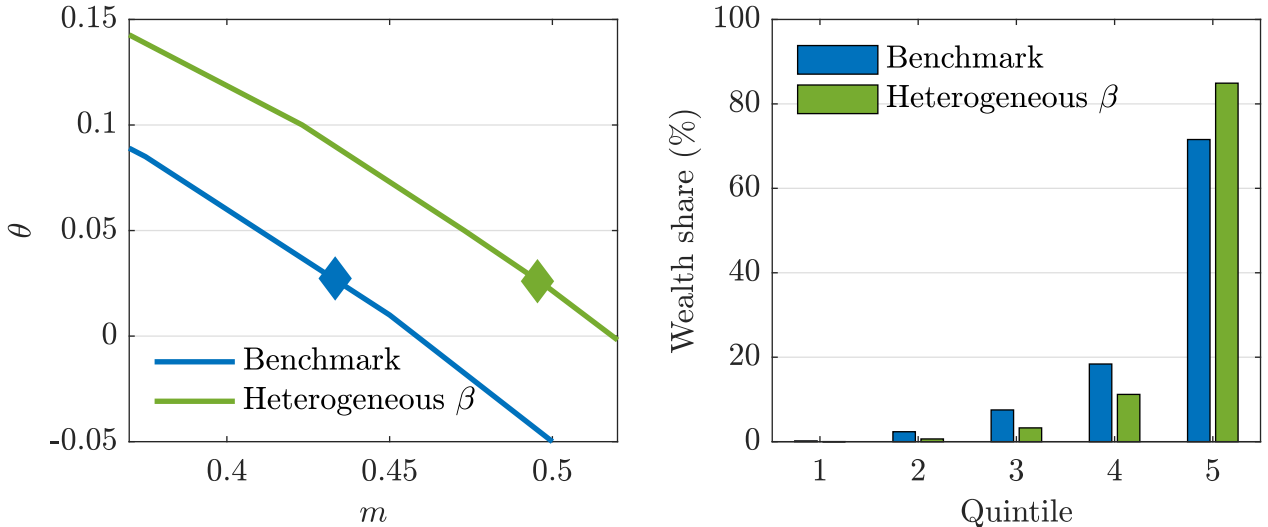 0.15
0.1
0.05
0
-0.05
θ
0.4
0.45
0.5
m
Benchmark
Heterogeneous β
100
80
60
40
20
0
Wealth share (%)
Benchmark
Heterogeneous β
1
2
3
4
5
Quintile